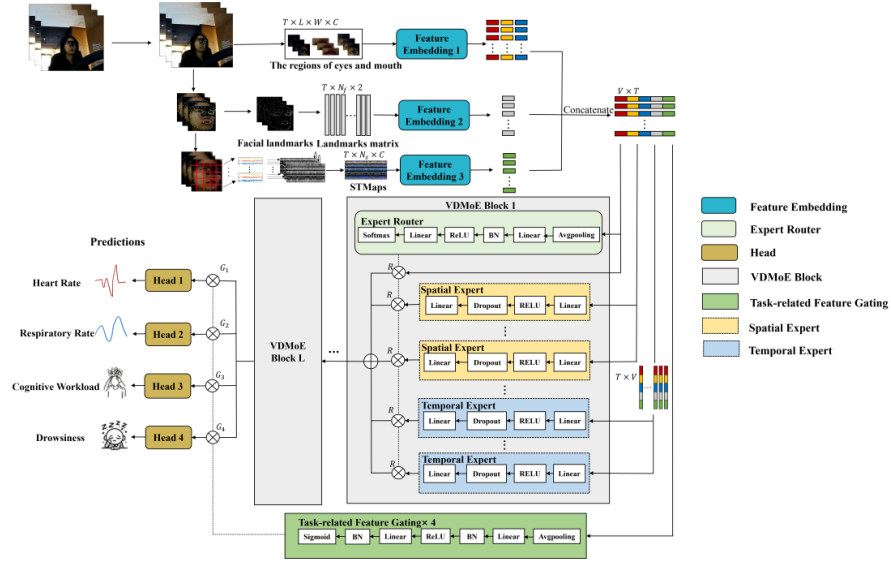 T × L × W × C
The regions of eyes and mouth
Feature
Embedding 1
T × N_f × 2
Facial landmarks
Landmarks matrix
Feature
Embedding 2
T × N_s × C
STMaps
Feature
Embedding 3
Concatenate
V × T
VDMoE Block 1
Expert Router
Softmax
Linear
ReLU
BN
Linear
Avgpooling
R
R
Spatial Expert
Linear
Dropout
RELU
Linear
⋮
R
Spatial Expert
Linear
Dropout
RELU
Linear
⋮
R
Temporal Expert
Linear
Dropout
RELU
Linear
⋮
R
Temporal Expert
Linear
Dropout
RELU
Linear
T × V
...
VDMoE
Block L
Predictions
Heart Rate
Head 1
G₁
Respiratory Rate
Head 2
G₂
Cognitive Workload
Head 3
G₃
Drowsiness
Head 4
G₄
Task-related Feature Gating× 4
Sigmoid
BN
Linear
ReLU
BN
Linear
Avgpooling
Feature Embedding
Expert Router
Head
VDMoE Block
Task-related Feature Gating
Spatial Expert
Temporal Expert